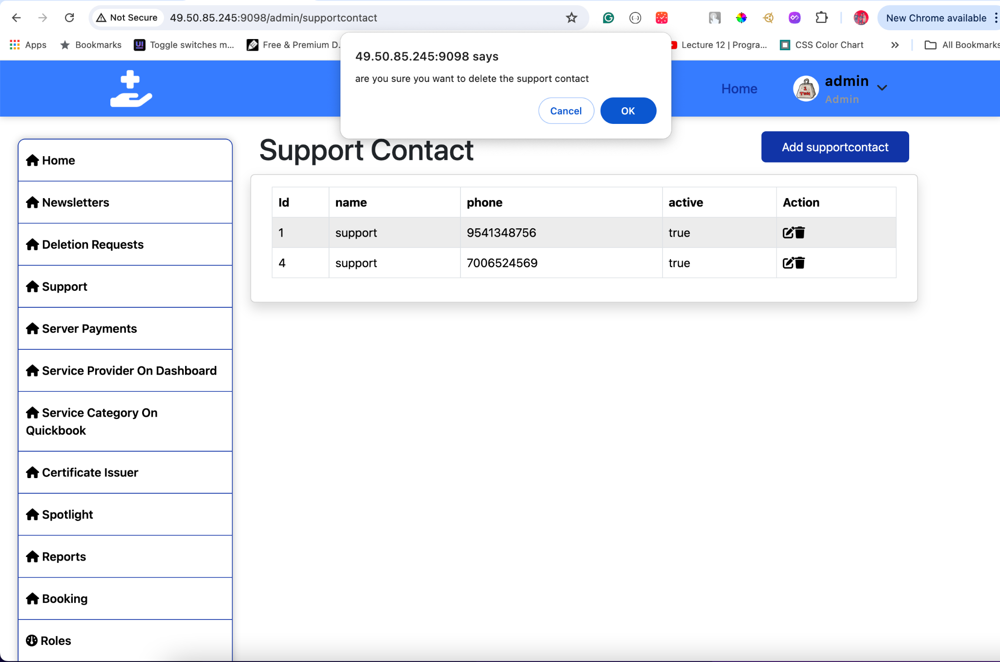 Not Secure 49.50.85.245:9098/admin/supportcontact New Chrome available
Apps Bookmarks Toggle switches m... Free & Premium D. Lecture 12 | Progra... CSS Color Chart All Bookmarks
49.50.85.245:9098 says
are you sure you want to delete the support contact
Cancel OK
Home admin
Admin
Support Contact
Add supportcontact
Id name phone active Action
1 support 9541348756 true
4 support 7006524569 true
Home
Newsletters
Deletion Requests
Support
Server Payments
Service Provider On Dashboard
Service Category On
Quickbook
Certificate Issuer
Spotlight
Reports
Booking
Roles